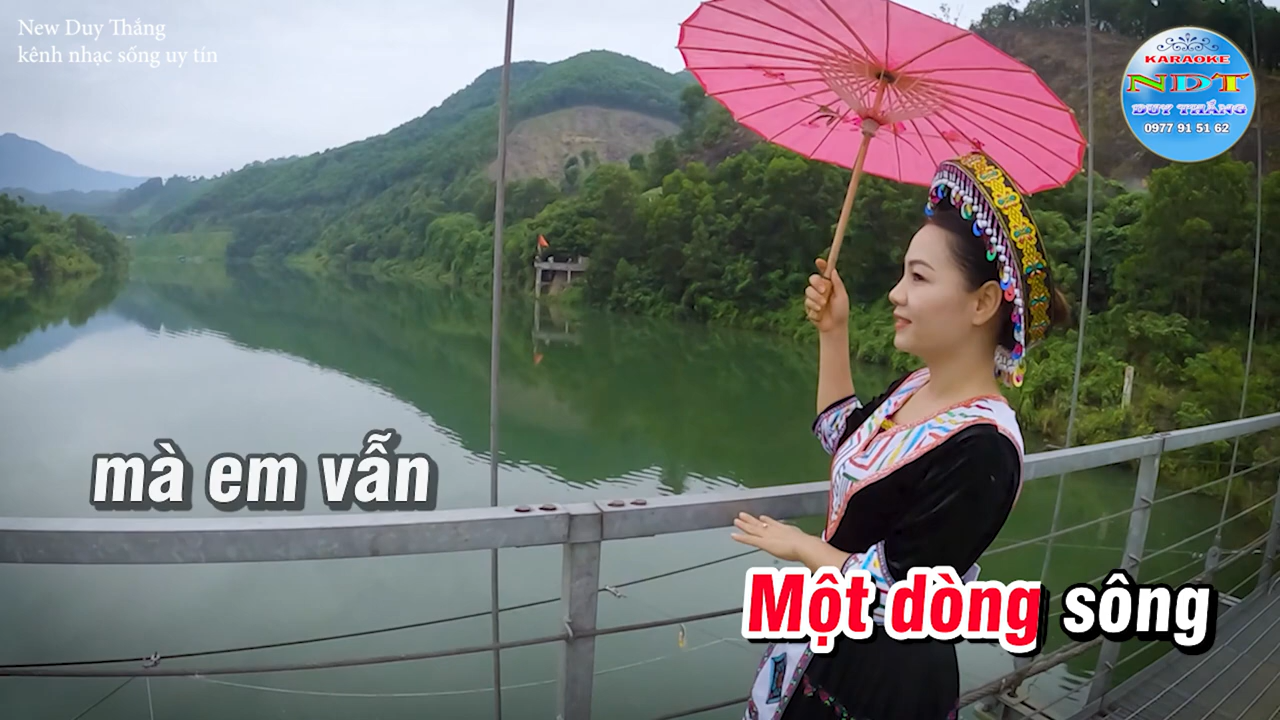 New Duy Thắng
kênh nhạc sống uy tín
KARAOKE
NDT
DUY THẮNG
0977 91 51 62
mà em vẫn
Một dòng sông